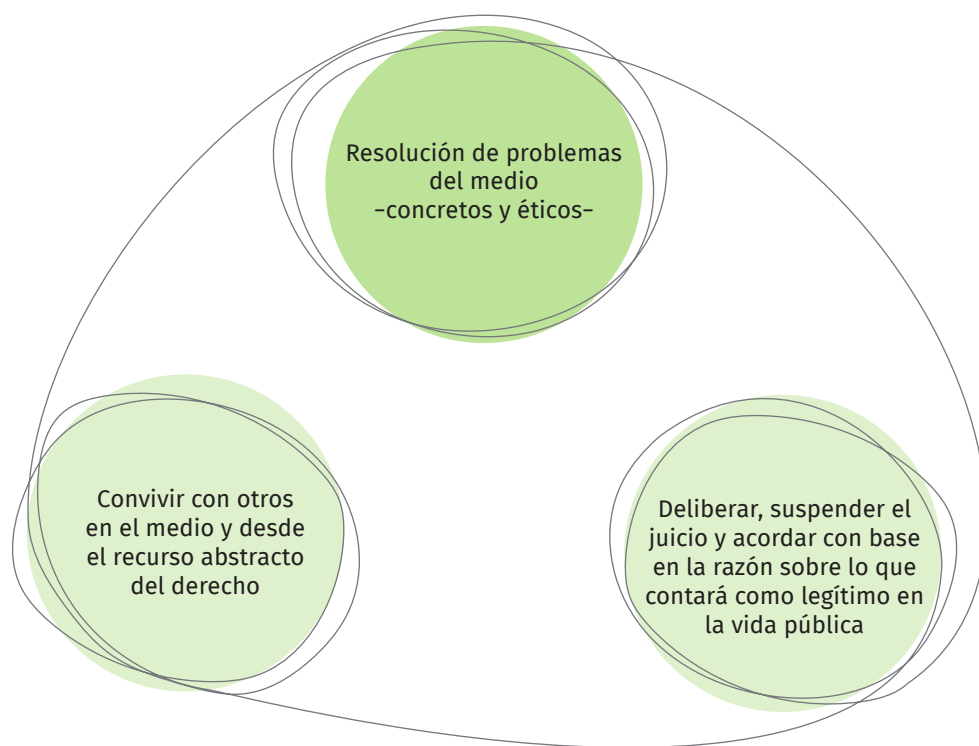 Resolución de problemas
del medio
–concretos y éticos–
Convivir con otros
en el medio y desde
el recurso abstracto
del derecho
Deliberar, suspender el
juicio y acordar con base
en la razón sobre lo que
contará como legítimo en
la vida pública